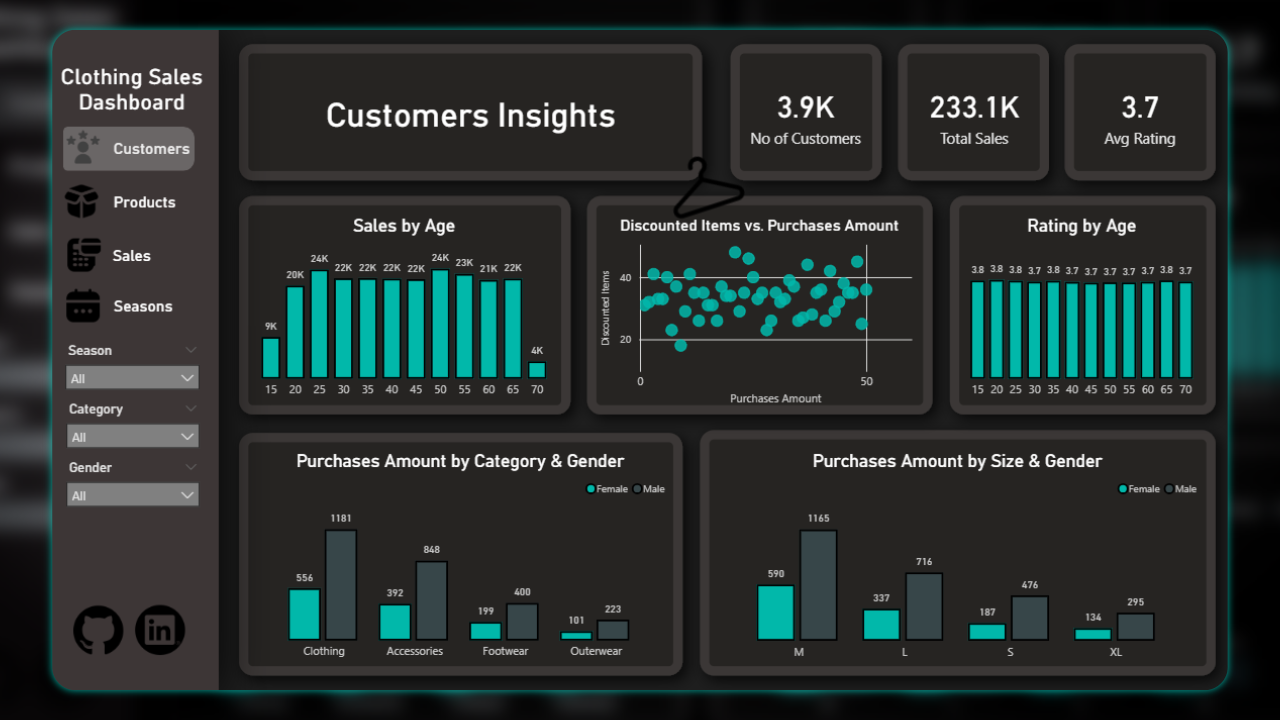 Clothing Sales
Dashboard
Customers
Products
Sales
Seasons
Season
All
Category
All
Gender
All
in
Customers Insights
3.9K
No of Customers
233.1K
Total Sales
3.7
Avg Rating
Sales by Age
9K 20K 24K 22K 22K 22K 22K 24K 23K 21K 22K 4K
15 20 25 30 35 40 45 50 55 60 65 70
Discounted Items vs. Purchases Amount
Discounted Items
40
20
0 50
Purchases Amount
Rating by Age
3.8 3.8 3.8 3.7 3.8 3.7 3.7 3.7 3.7 3.7 3.8 3.7
15 20 25 30 35 40 45 50 55 60 65 70
Purchases Amount by Category & Gender
Female Male
556 1181 392 848 199 400 101 223
Clothing Accessories Footwear Outerwear
Purchases Amount by Size & Gender
Female Male
590 1165 337 716 187 476 134 295
M L S XL